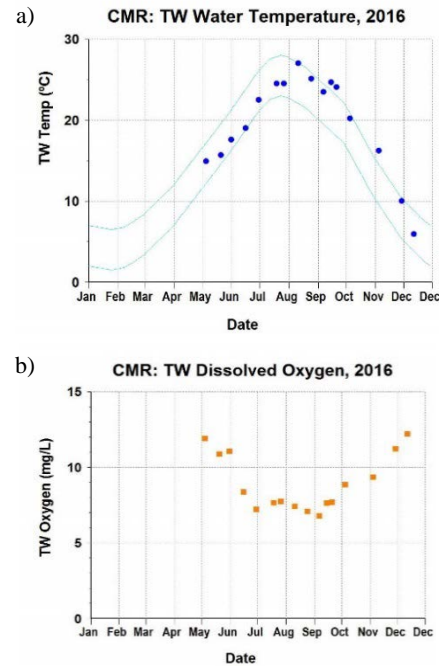 a)
CMR: TW Water Temperature, 2016
30
20
10
0
TW Temp (°C)
Jan Feb Mar Apr May Jun Jul Aug Sep Oct Nov Dec Dec
Date
b)
CMR: TW Dissolved Oxygen, 2016
15
10
5
0
TW Oxygen (mg/L)
Jan Feb Mar Apr May Jun Jul Aug Sep Oct Nov Dec Dec
Date